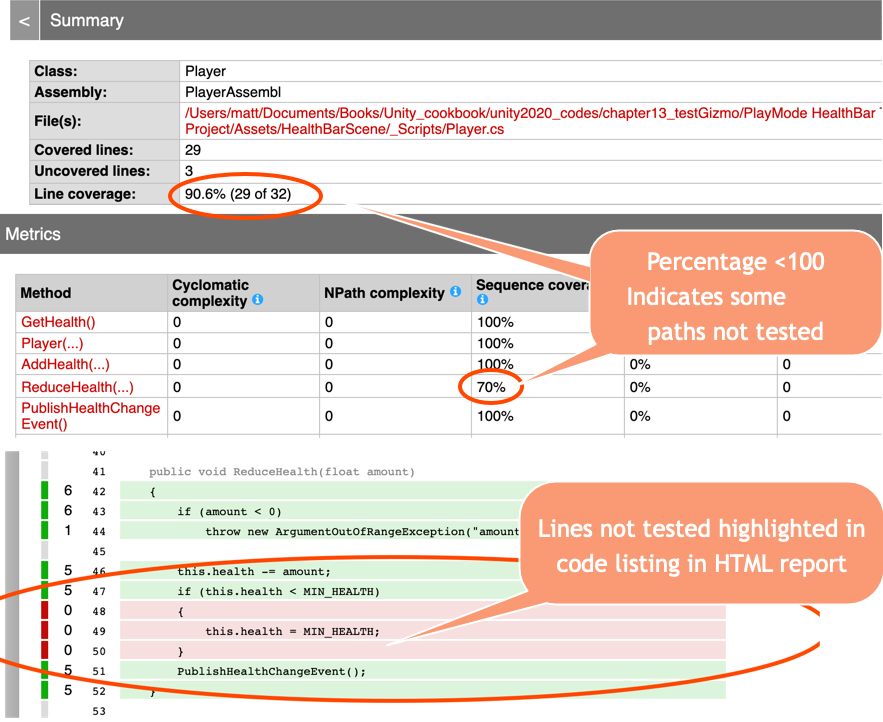 < Summary
Class: Player
Assembly: PlayerAssembl
File(s): /Users/matt/Documents/Books/Unity_cookbook/unity2020_codes/chapter13_testGizmo/PlayMode HealthBar
Project/Assets/HealthBarScene/_Scripts/Player.cs
Covered lines: 29
Uncovered lines: 3
Line coverage: 90.6% (29 of 32)
Metrics
Percentage <100
Indicates some
paths not tested
Method Cyclomatic complexity NPath complexity Sequence
GetHealth() 0 0 100%
Player(...) 0 0 100%
AddHealth(...) 0 0 100% 0% 0
ReduceHealth(...) 0 0 70% 0% 0
PublishHealthChange
Event() 0 0 100% 0% 0
40
41 public void ReduceHealth(float amount)
6 42 {
6 43 if (amount < 0)
1 44 throw new ArgumentOutOfRangeException("amount
45
5 46 this.health -= amount;
5 47 if (this.health < MIN_HEALTH)
0 48 {
0 49 this.health = MIN_HEALTH;
0 50 }
5 51 PublishHealthChangeEvent();
5 52 }
53
Lines not tested highlighted in
code listing in HTML report